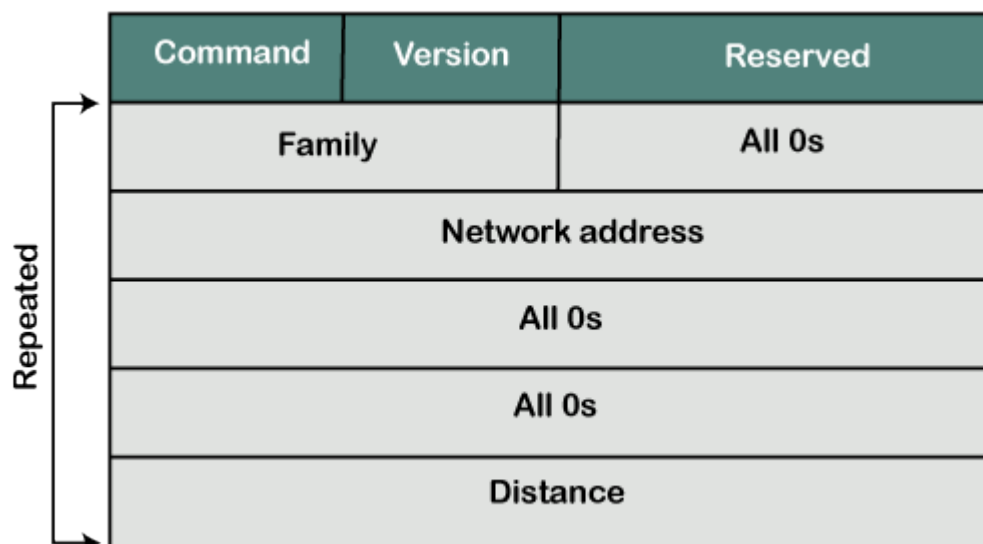 Command Version Reserved
Family All 0s
Network address
All 0s
All 0s
Distance
Repeated